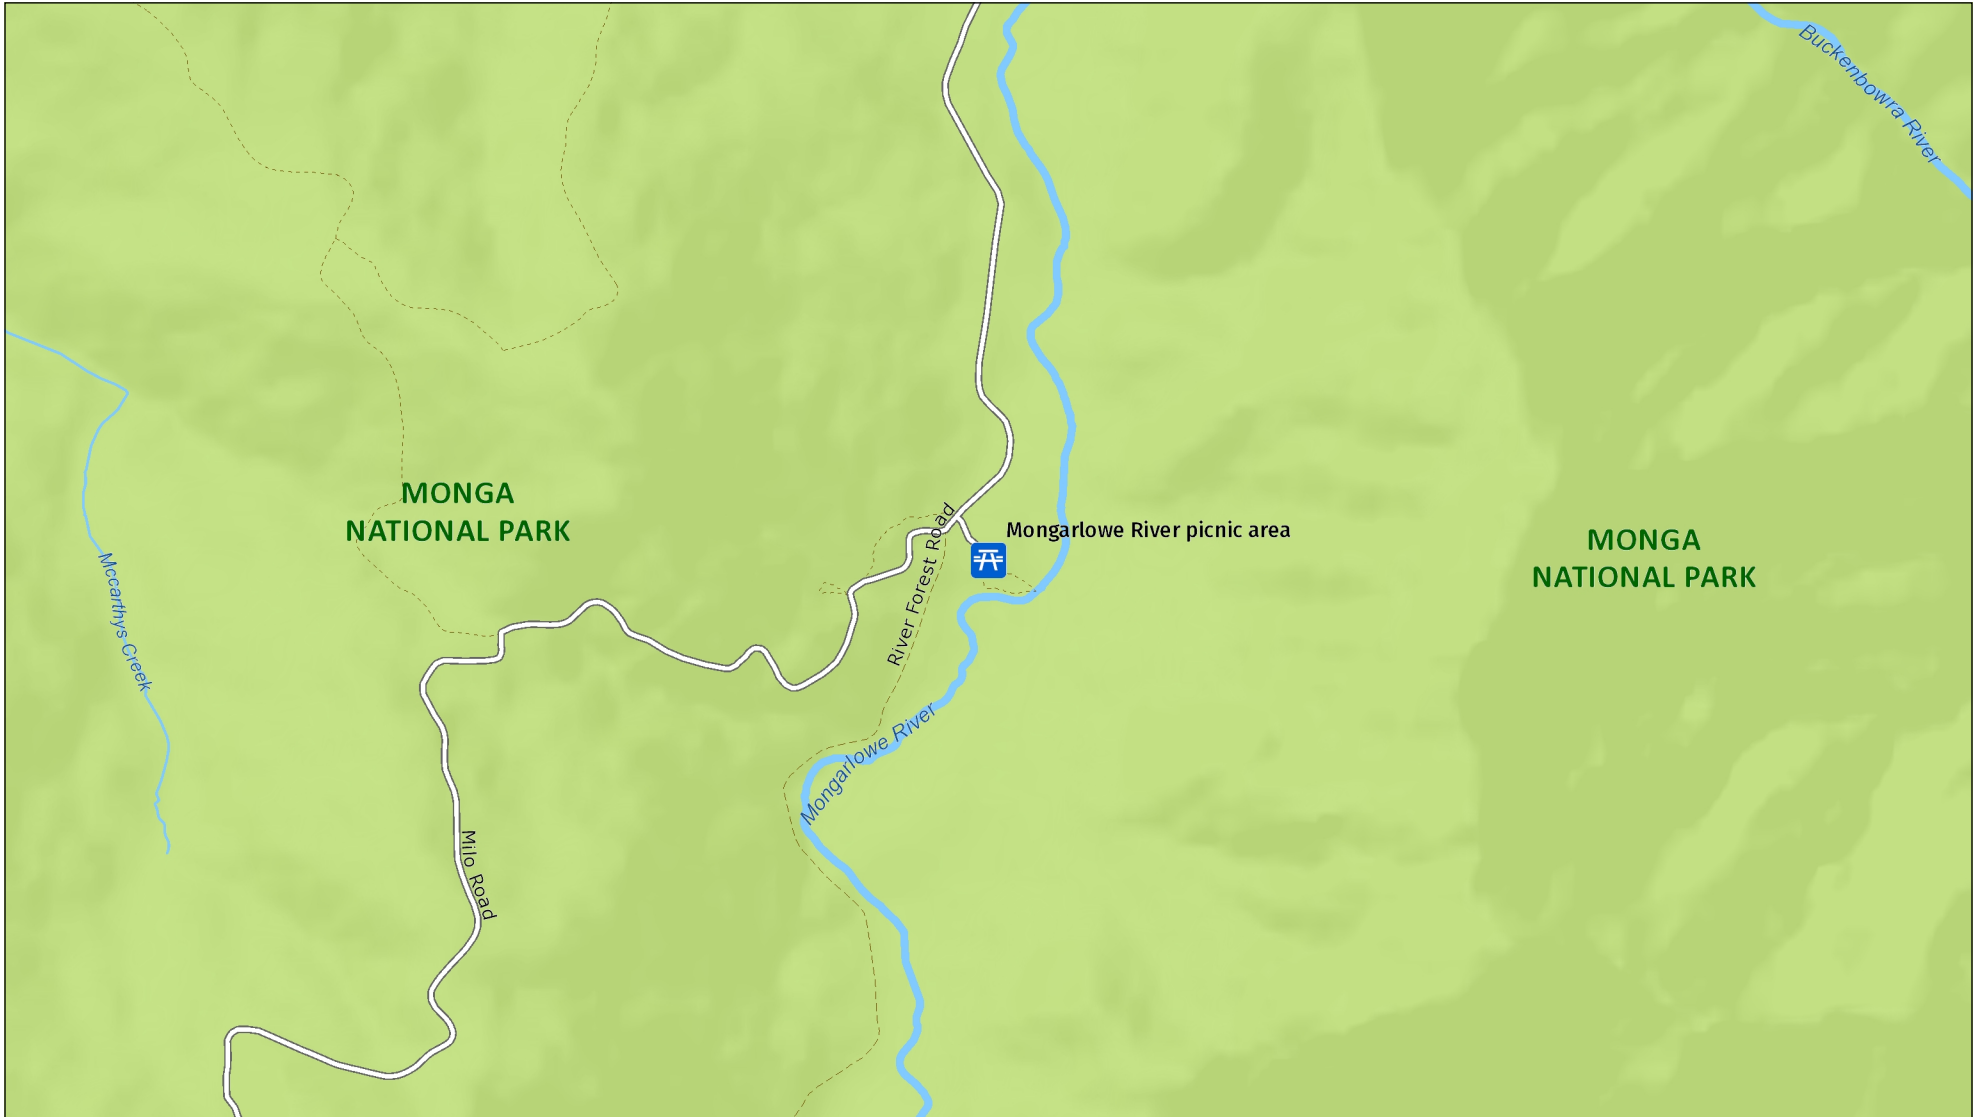 Buckenbowra River
MONGA
NATIONAL PARK
Mongarlowe River picnic area
MONGA
NATIONAL PARK
River Forest Road
Mccarthys Creek
Mongarlowe River
Milo Road